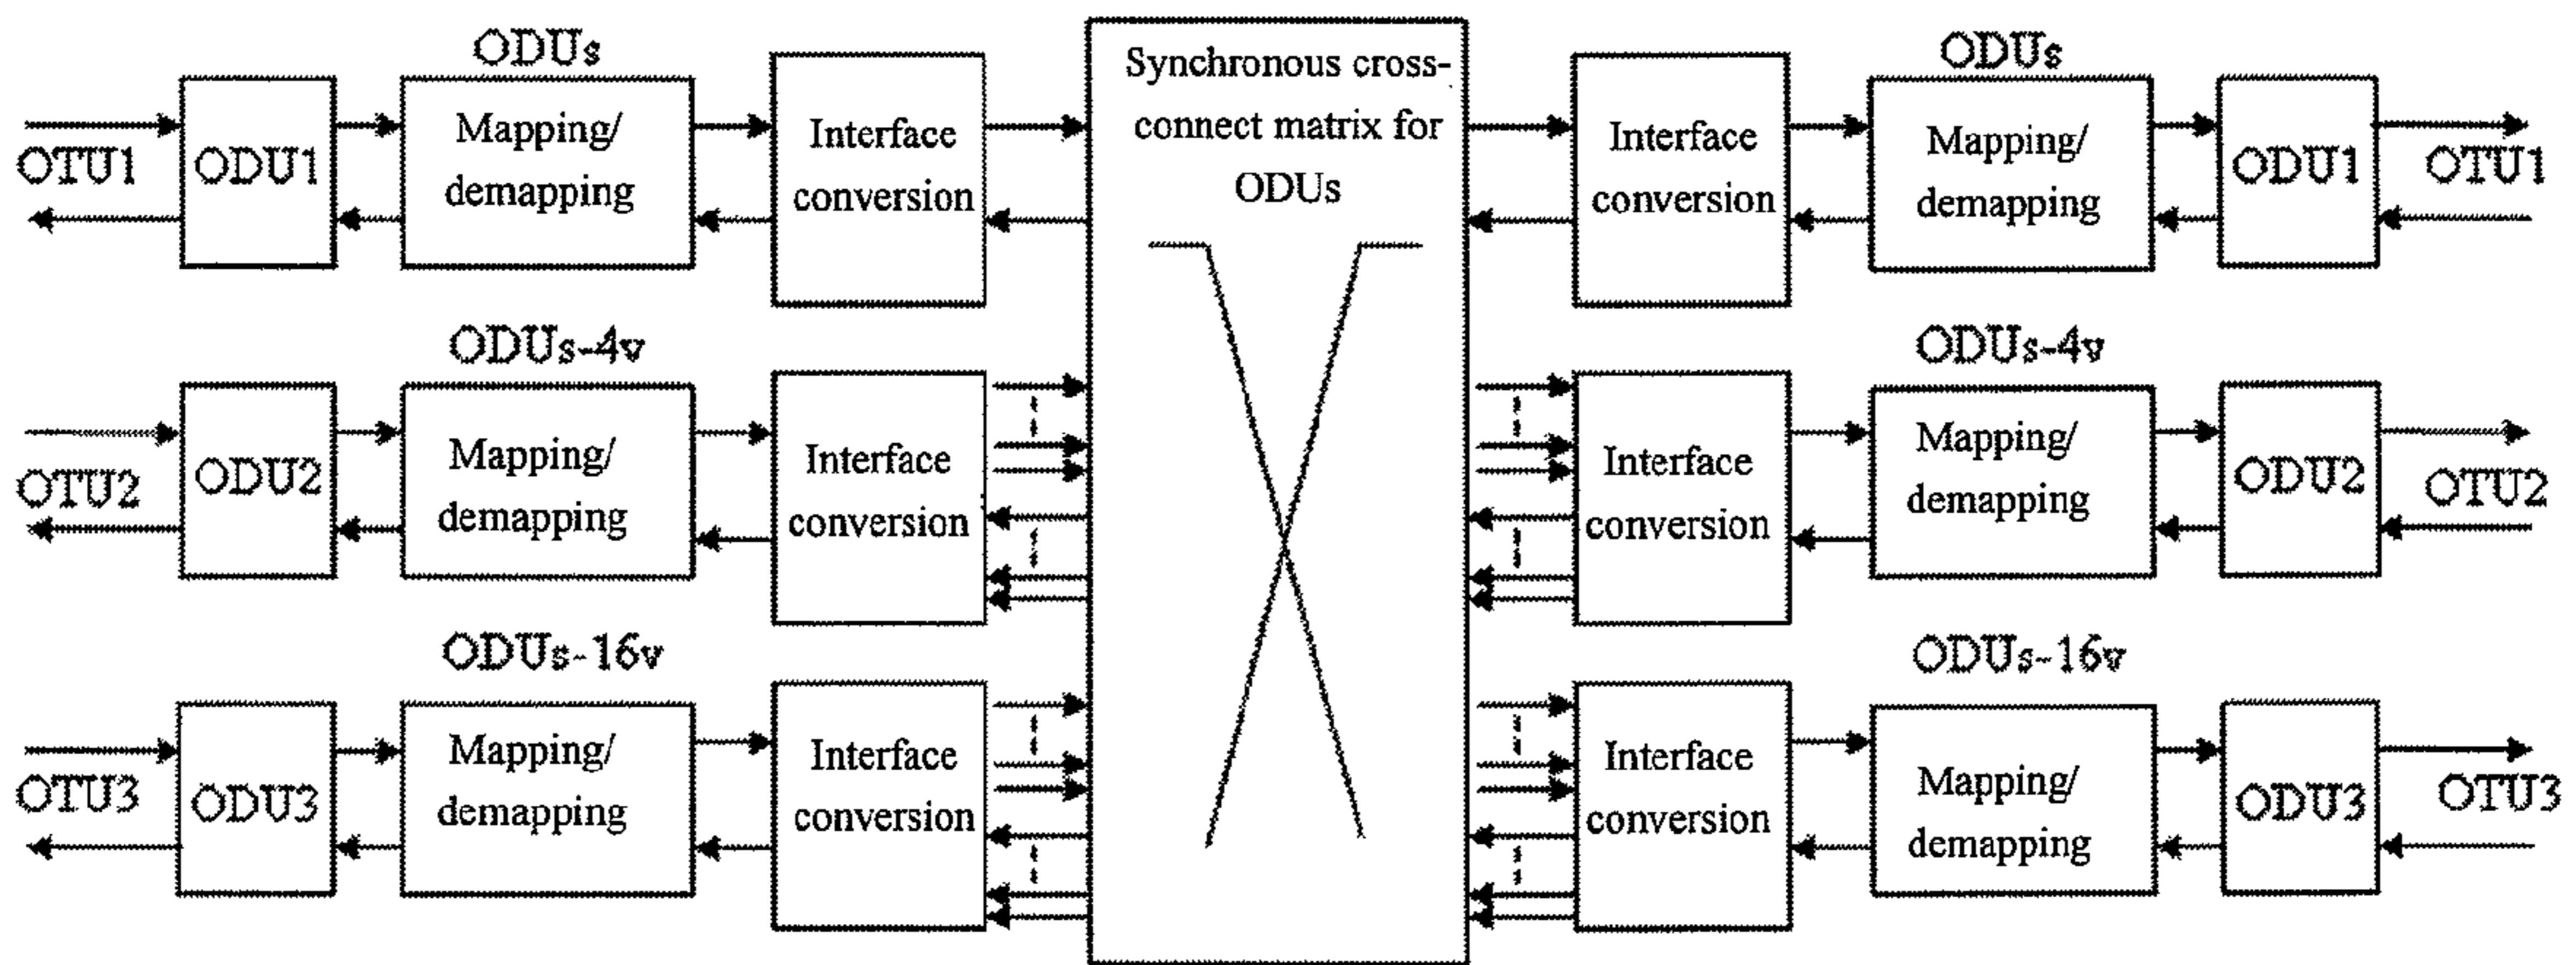 ODUs
ODUs
OTU1
ODU1
Mapping/
demapping
Interface
conversion
Synchronous cross-
connect matrix for
ODUs
Interface
conversion
Mapping/
demapping
ODU1
OTU1
ODUs-4v
ODUs-4v
OTU2
ODU2
Mapping/
demapping
Interface
conversion
Interface
conversion
Mapping/
demapping
ODU2
OTU2
ODUs-16v
ODUs-16v
OTU3
ODU3
Mapping/
demapping
Interface
conversion
Interface
conversion
Mapping/
demapping
ODU3
OTU3